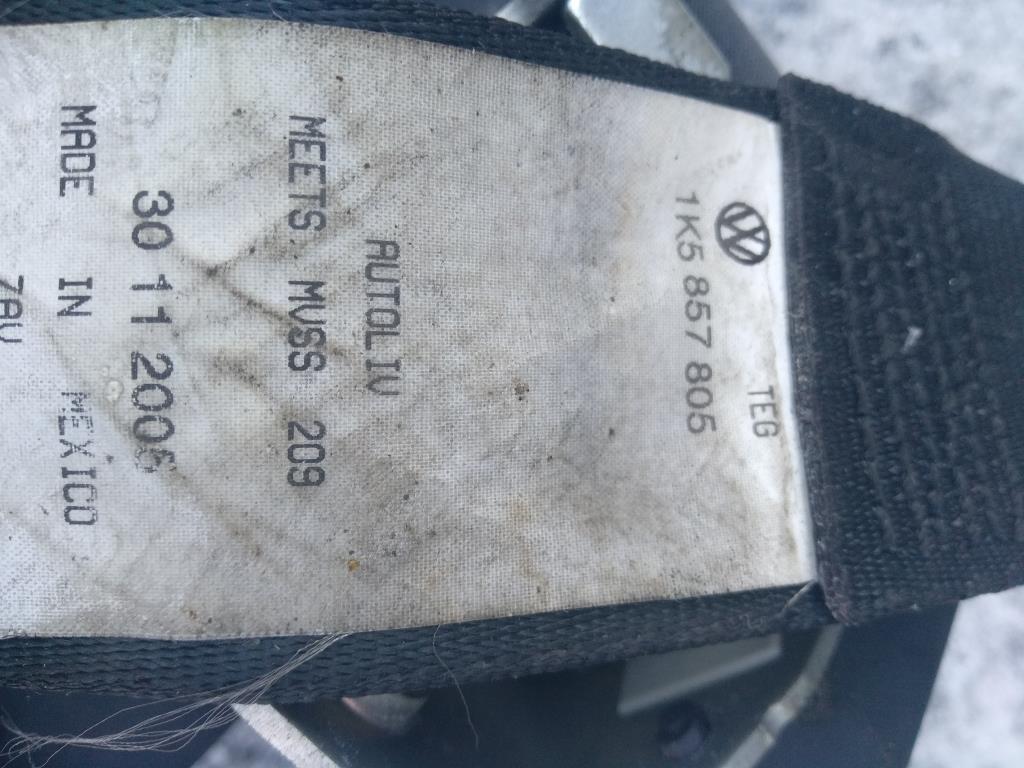 TEG
1K5 857 805
AUTOLIV
MEETS MVSS 209
30 11 2006
MADE IN MEXICO